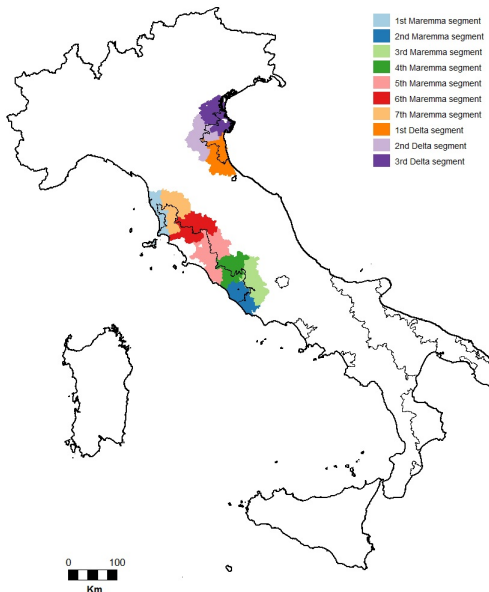 1st Maremma segment
2nd Maremma segment
3rd Maremma segment
4th Maremma segment
5th Maremma segment
6th Maremma segment
7th Maremma segment
1st Delta segment
2nd Delta segment
3rd Delta segment
0 100
Km